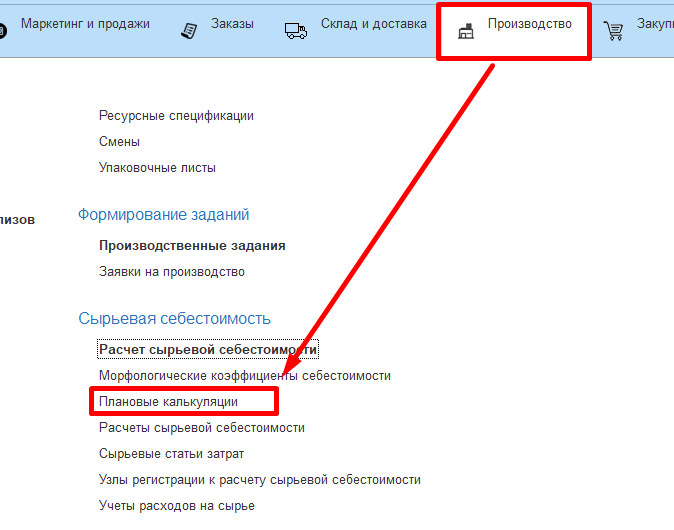 Маркетинг и продажи
Заказы
Склад и доставка
Производство
Закуп
Ресурсные спецификации
Смены
Упаковочные листы
лизов
Формирование заданий
Производственные задания
Заявки на производство
Сырьевая себестоимость
Расчет сырьевой себестоимости
Морфологические коэффициенты себестоимости
Плановые калькуляции
Расчеты сырьевой себестоимости
Сырьевые статьи затрат
Узлы регистрации к расчету сырьевой себестоимости
Учеты расходов на сырье